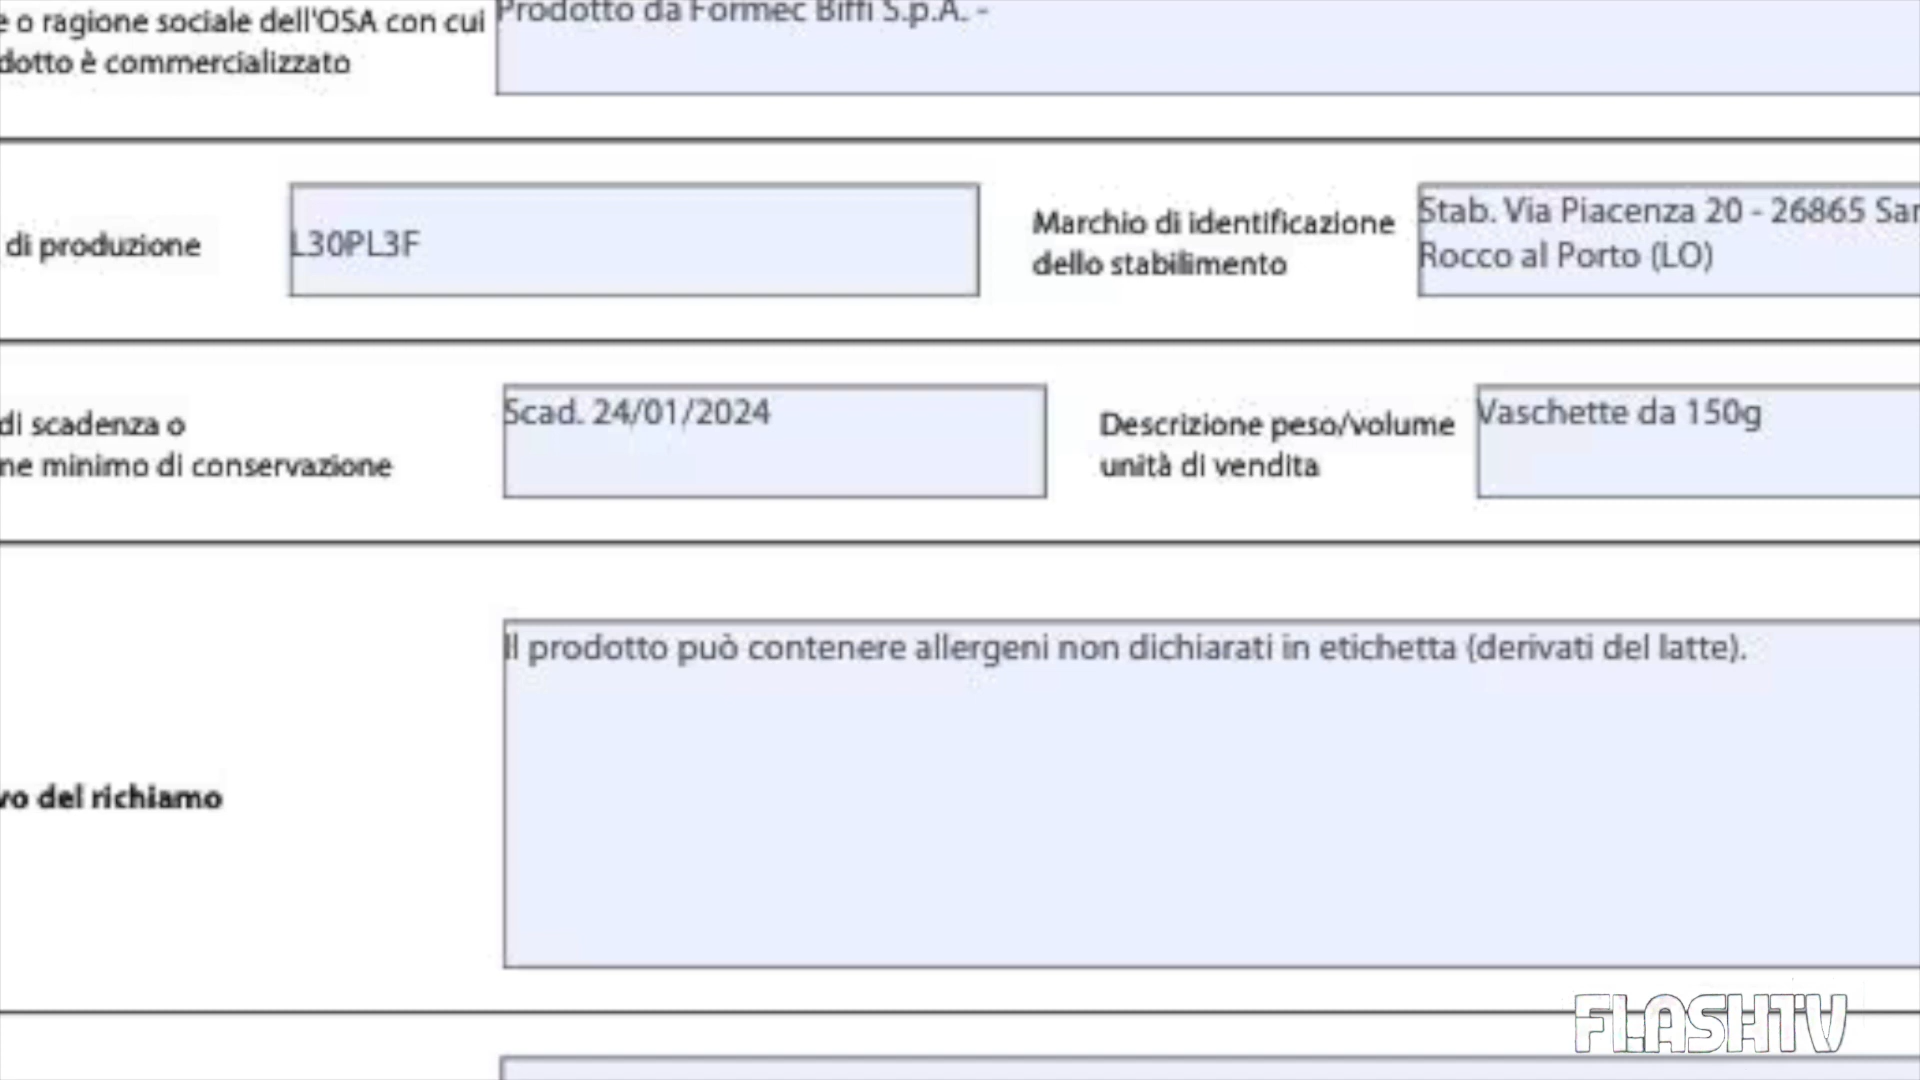 e o ragione sociale dell'OSA con cui
dotto è commercializzato
Prodotto da Formec Biffi S.p.A. -
di produzione
L30PL3F
Marchio di identificazione
dello stabilimento
Stab. Via Piacenza 20 - 26865 San
Rocco al Porto (LO)
di scadenza o
ne minimo di conservazione
Scad. 24/01/2024
Descrizione peso/volume
unità di vendita
Vaschette da 150g
vo del richiamo
Il prodotto può contenere allergeni non dichiarati in etichetta (derivati del latte).
FLASHTV